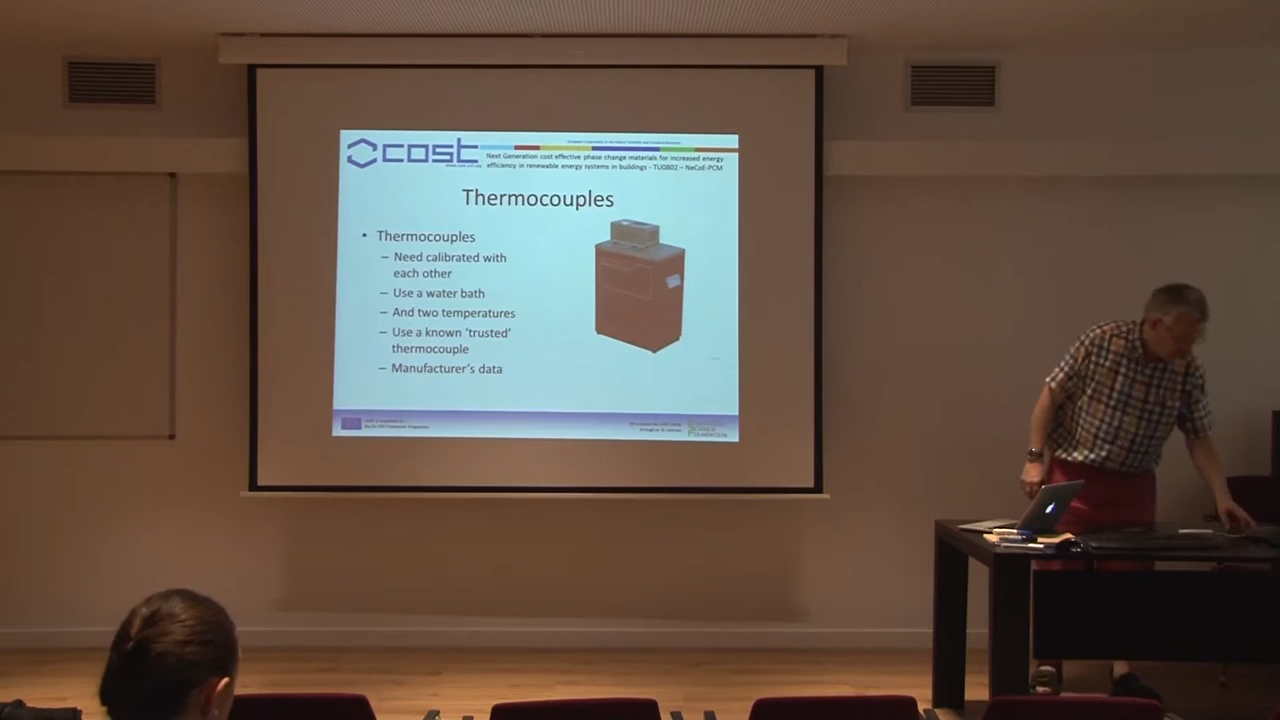 cost
Next Generation cost effective phase change materials for increased energy
efficiency in renewable energy systems in buildings - TU0802 – NeCoE-PCM
Thermocouples
• Thermocouples
– Need calibrated with
each other
– Use a water bath
– And two temperatures
– Use a known ‘trusted’
thermocouple
– Manufacturer’s data